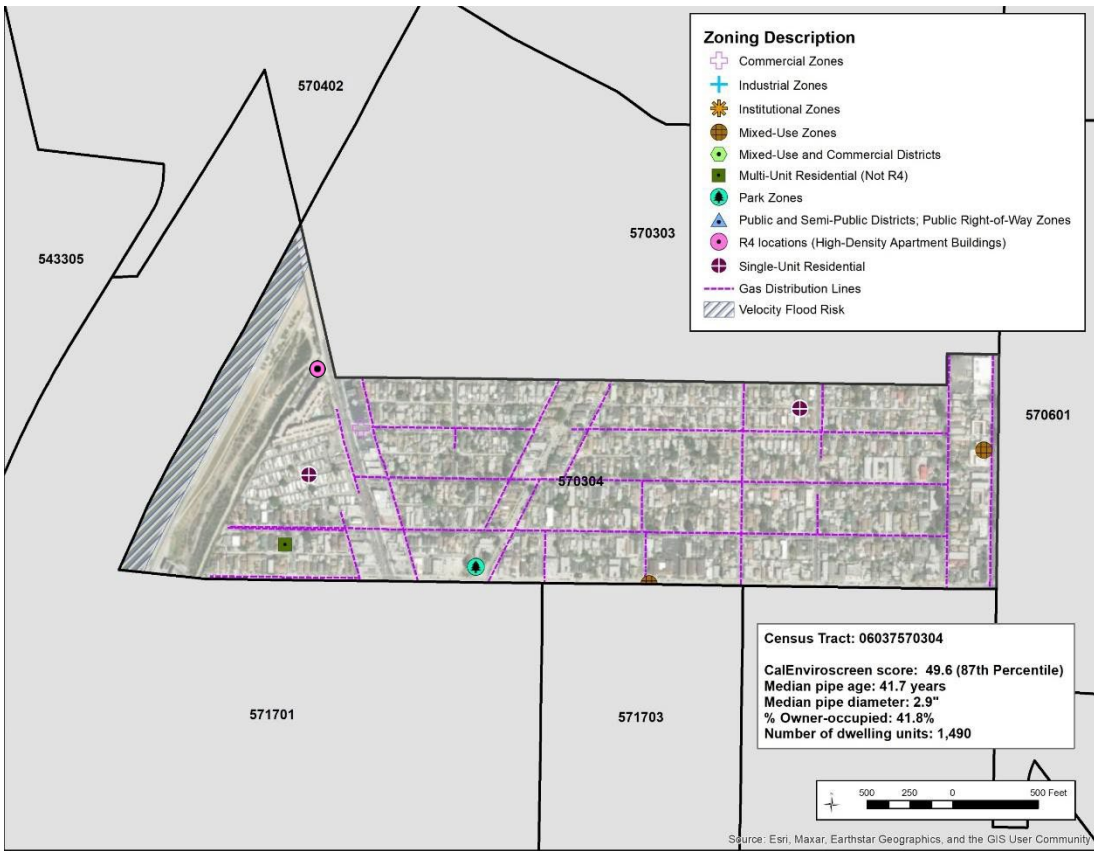 Zoning Description
Commercial Zones
Industrial Zones
Institutional Zones
Mixed-Use Zones
Mixed-Use and Commercial Districts
Multi-Unit Residential (Not R4)
Park Zones
Public and Semi-Public Districts; Public Right-of-Way Zones
R4 locations (High-Density Apartment Buildings)
Single-Unit Residential
Gas Distribution Lines
Velocity Flood Risk
570402
543305
570303
570601
570304
571701
571703
Census Tract: 06037570304
CalEnviroscreen score: 49.6 (87th Percentile)
Median pipe age: 41.7 years
Median pipe diameter: 2.9"
% Owner-occupied: 41.8%
Number of dwelling units: 1,490
500 250 0 500 Feet
Source: Esri, Maxar, Earthstar Geographics, and the GIS User Community